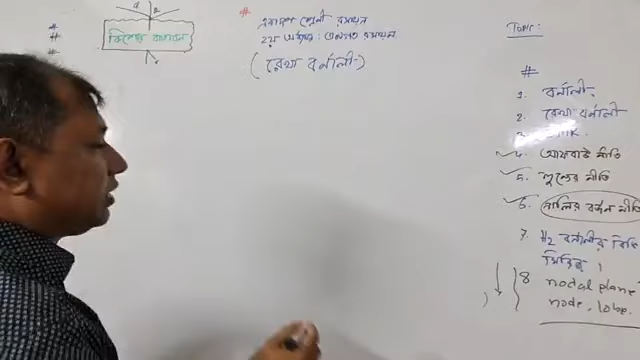 একাদশ শ্রেণী রসায়ন
২য় অধ্যায় : গুণগত রসায়ন
(রেখা বর্ণালী)
Topic:
#
1. বর্ণালী
2. রেখা বর্ণালী
4. আফবাউ নীতি
5. হুন্ডের নীতি
6. পলির বর্জন নীতি
7. H2 বর্ণালীর
8 nodal plane
node, lobe.